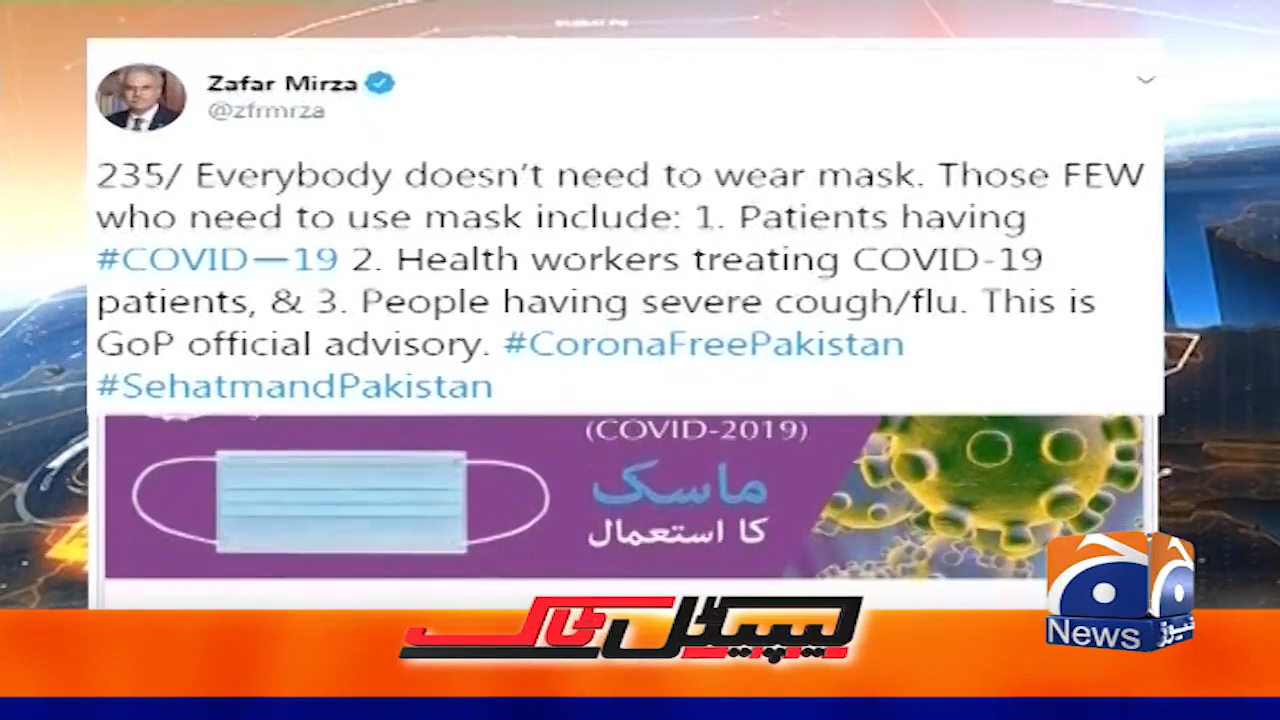 Zafar Mirza
@zfrmrza
235/ Everybody doesn't need to wear mask. Those FEW
who need to use mask include: 1. Patients having
#COVID—19 2. Health workers treating COVID-19
patients, & 3. People having severe cough/flu. This is
GoP official advisory. #CoronaFreePakistan
#SehatmandPakistan
(COVID-2019)
ماسک
کا استعمال
کیپیٹل ٹاک
News نیوز